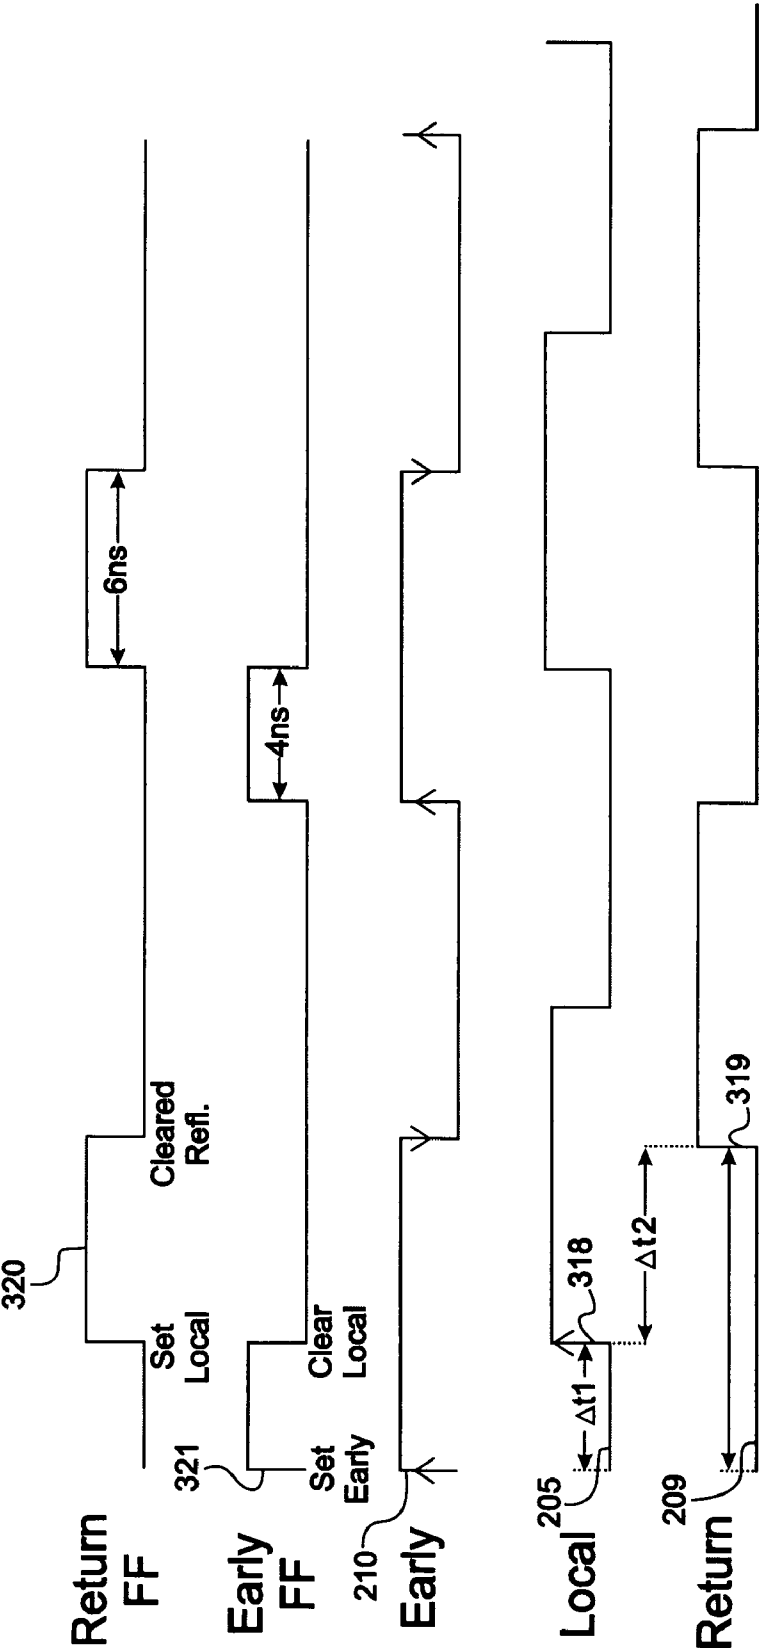 Return
FF
320
Set
Local
Cleared
Refl.
6ns
Early
FF
321
Set
Early
Clear
Local
4ns
Early
210
Local
205
Δt1
318
Δt2
Return
209
319